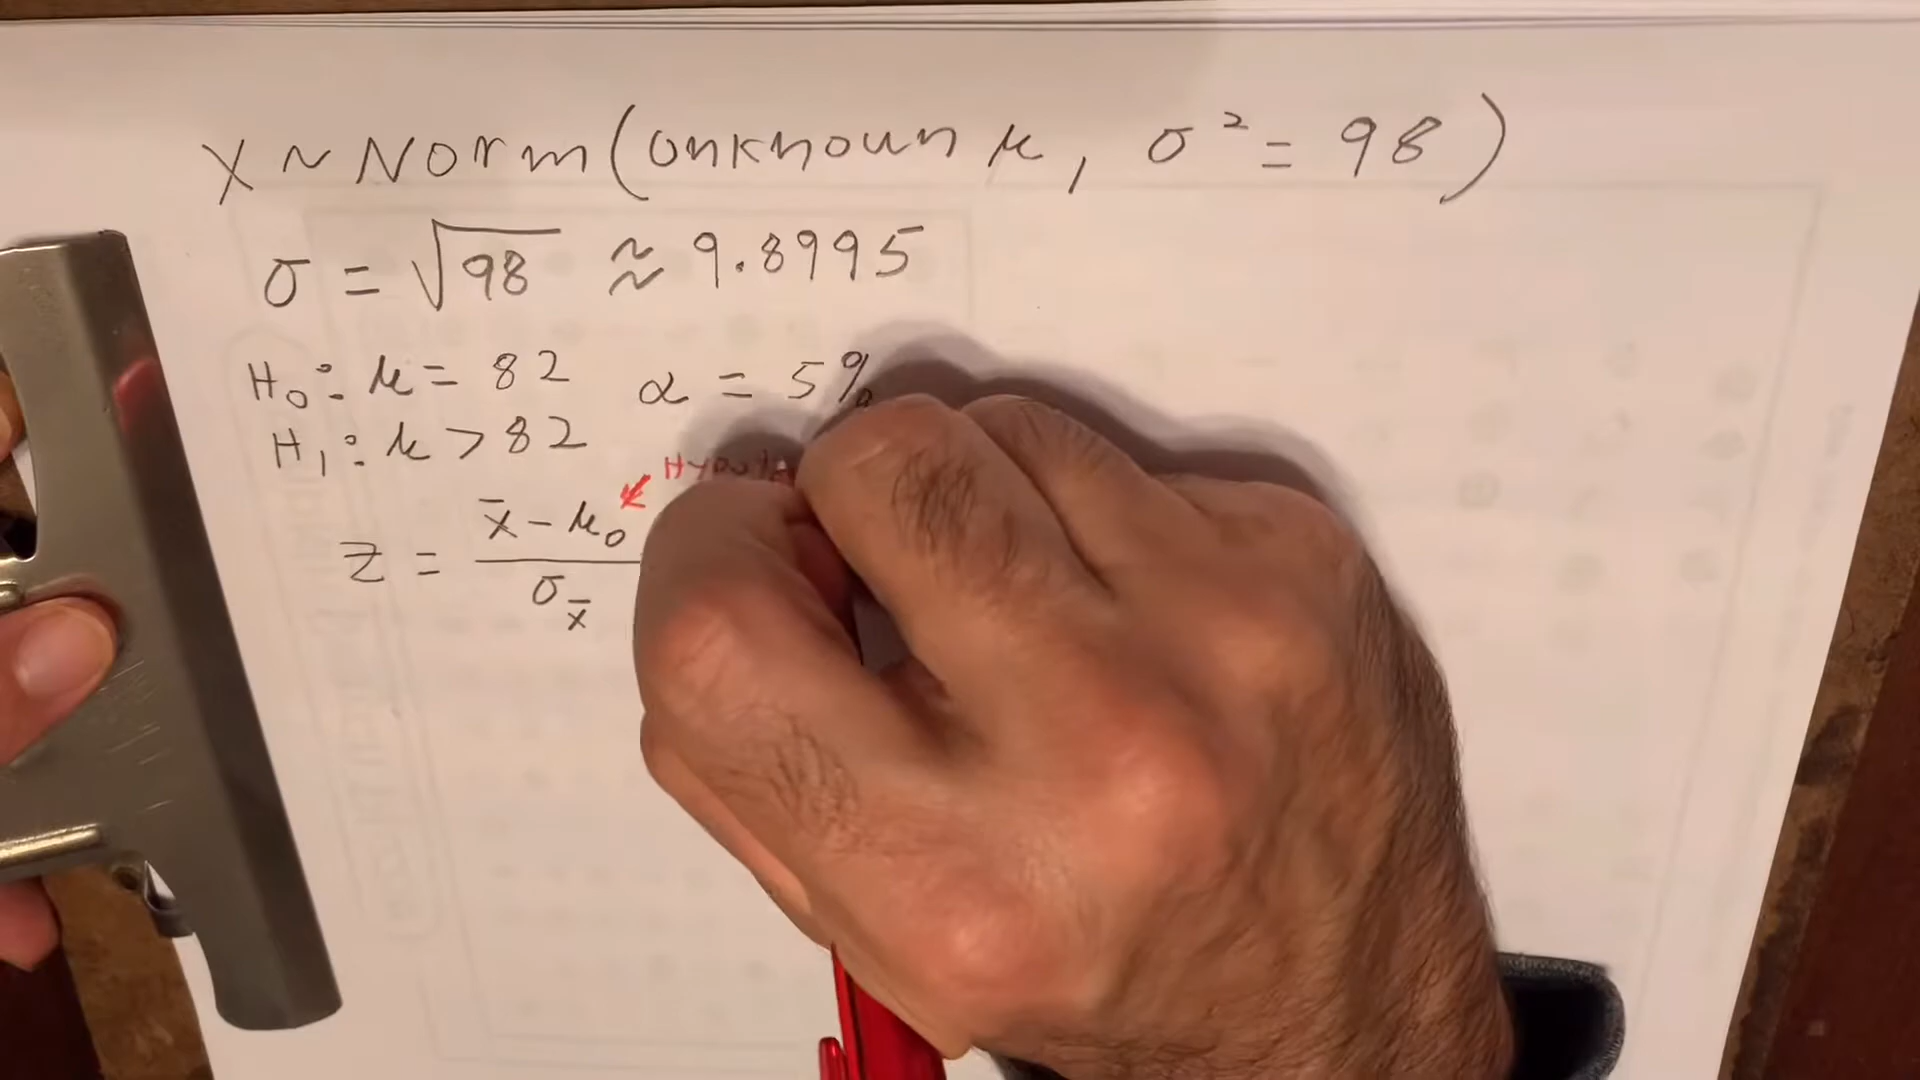 X ~ Norm(unknown μ, σ² = 98)
σ = √98 ≈ 9.8995
H₀: μ = 82 α = 5%
H₁: μ > 82
z = (x̄ - μ₀) / σ_x̄